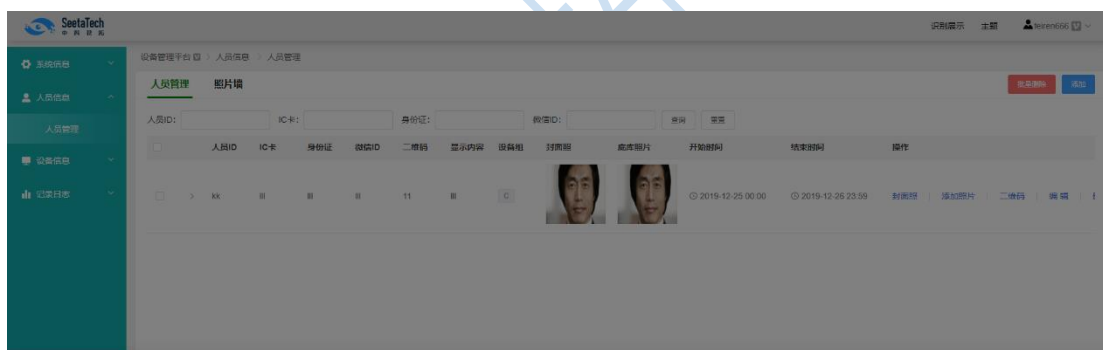 SeetaTech
中科视拓
识别展示 主题 seven666
系统信息
人员信息
人员管理
设备信息
记录日志
设备管理平台 > 人员信息 > 人员管理
人员管理 照片墙
批量删除 添加
人员ID: IC卡: 身份证: 微信ID: 查询 重置
人员ID IC卡 身份证 微信ID 二维码 显示内容 设备组 封面照 底库照片 开始时间 结束时间 操作
kk lll lll lll 11 lll C 2019-12-25 00:00 2019-12-26 23:59 封面照 添加照片 二维码 编辑